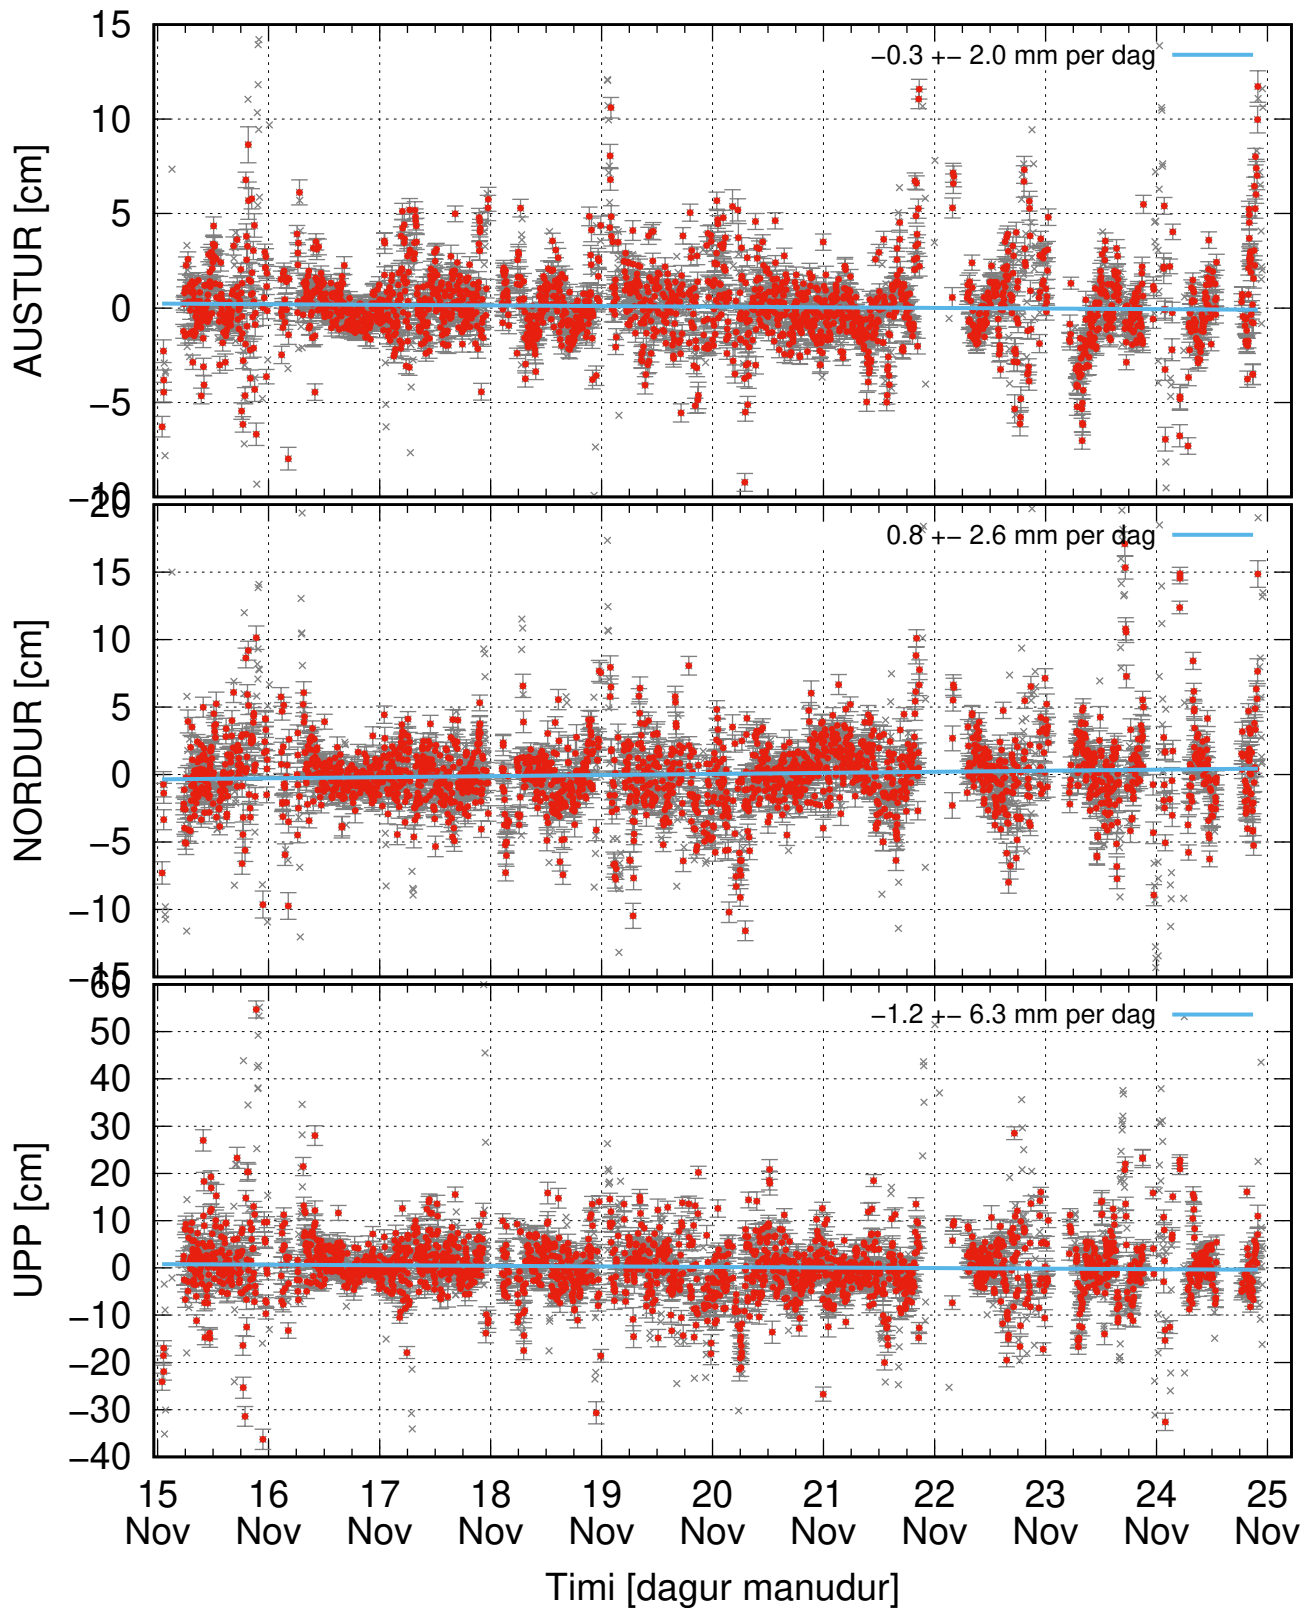 15
10
5
0
−5
−10
AUSTUR [cm]
−0.3 +− 2.0 mm per dag
20
15
10
5
0
−5
−10
−15
NORDUR [cm]
0.8 +− 2.6 mm per dag
60
50
40
30
20
10
0
−10
−20
−30
−40
UPP [cm]
−1.2 +− 6.3 mm per dag
15 16 17 18 19 20 21 22 23 24 25
Nov Nov Nov Nov Nov Nov Nov Nov Nov Nov Nov
Timi [dagur manudur]